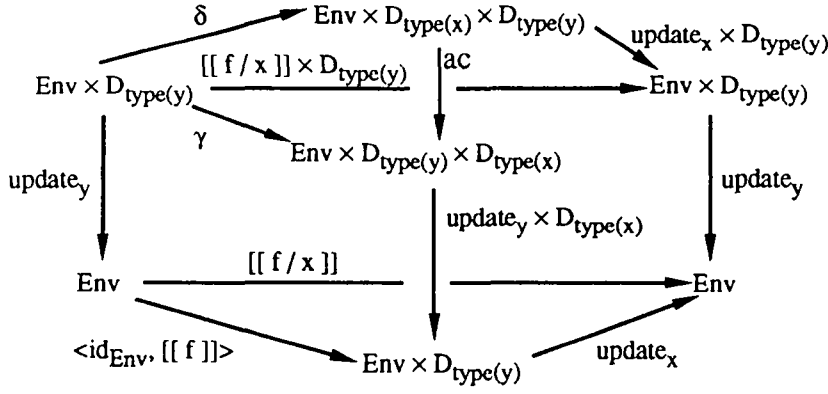 δ
Env × D_type(x) × D_type(y)
update_x × D_type(y)
[[ f / x ]] × D_type(y)
ac
Env × D_type(y)
Env × D_type(y)
γ
Env × D_type(y) × D_type(x)
update_y
update_y × D_type(x)
update_y
[[ f / x ]]
Env
Env
<id_Env, [[ f ]]>
Env × D_type(y)
update_x